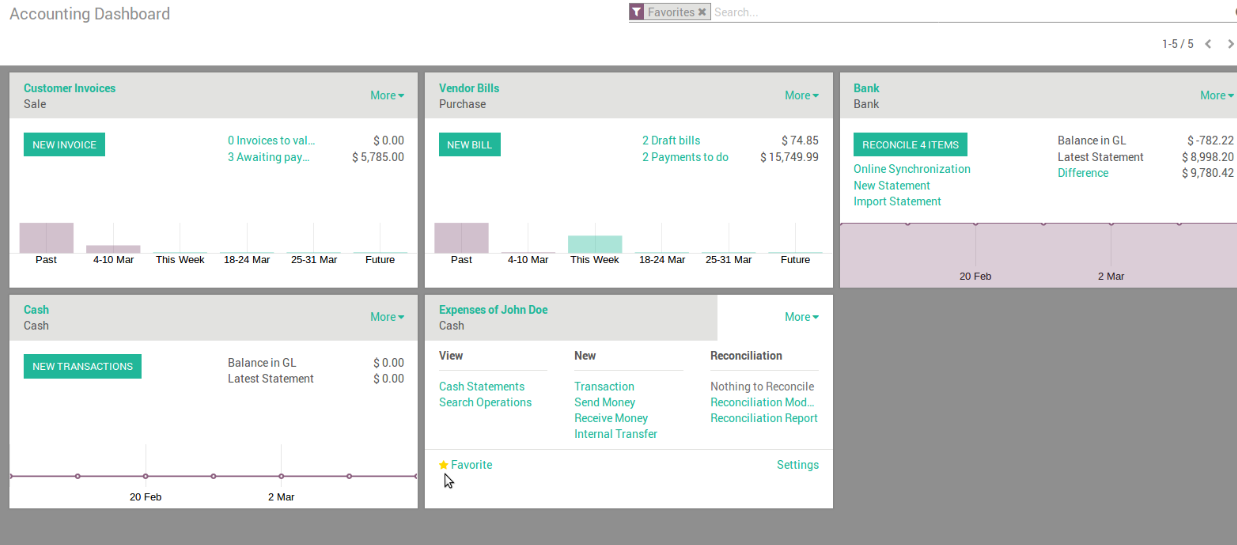 Accounting Dashboard
Favorites ✖ Search...
1-5 / 5
Customer Invoices
Sale
More
NEW INVOICE
0 Invoices to val... $ 0.00
3 Awaiting pay... $ 5,785.00
Past 4-10 Mar This Week 18-24 Mar 25-31 Mar Future
Vendor Bills
Purchase
More
NEW BILL
2 Draft bills $ 74.85
2 Payments to do $ 15,749.99
Past 4-10 Mar This Week 18-24 Mar 25-31 Mar Future
Bank
Bank
More
RECONCILE 4 ITEMS
Online Synchronization
New Statement
Import Statement
Balance in GL $ -782.22
Latest Statement $ 8,998.20
Difference $ 9,780.42
20 Feb 2 Mar
Cash
Cash
More
NEW TRANSACTIONS
Balance in GL $ 0.00
Latest Statement $ 0.00
20 Feb 2 Mar
Expenses of John Doe
Cash
More
View
Cash Statements
Search Operations
New
Transaction
Send Money
Receive Money
Internal Transfer
Reconciliation
Nothing to Reconcile
Reconciliation Mod...
Reconciliation Report
Favorite
Settings